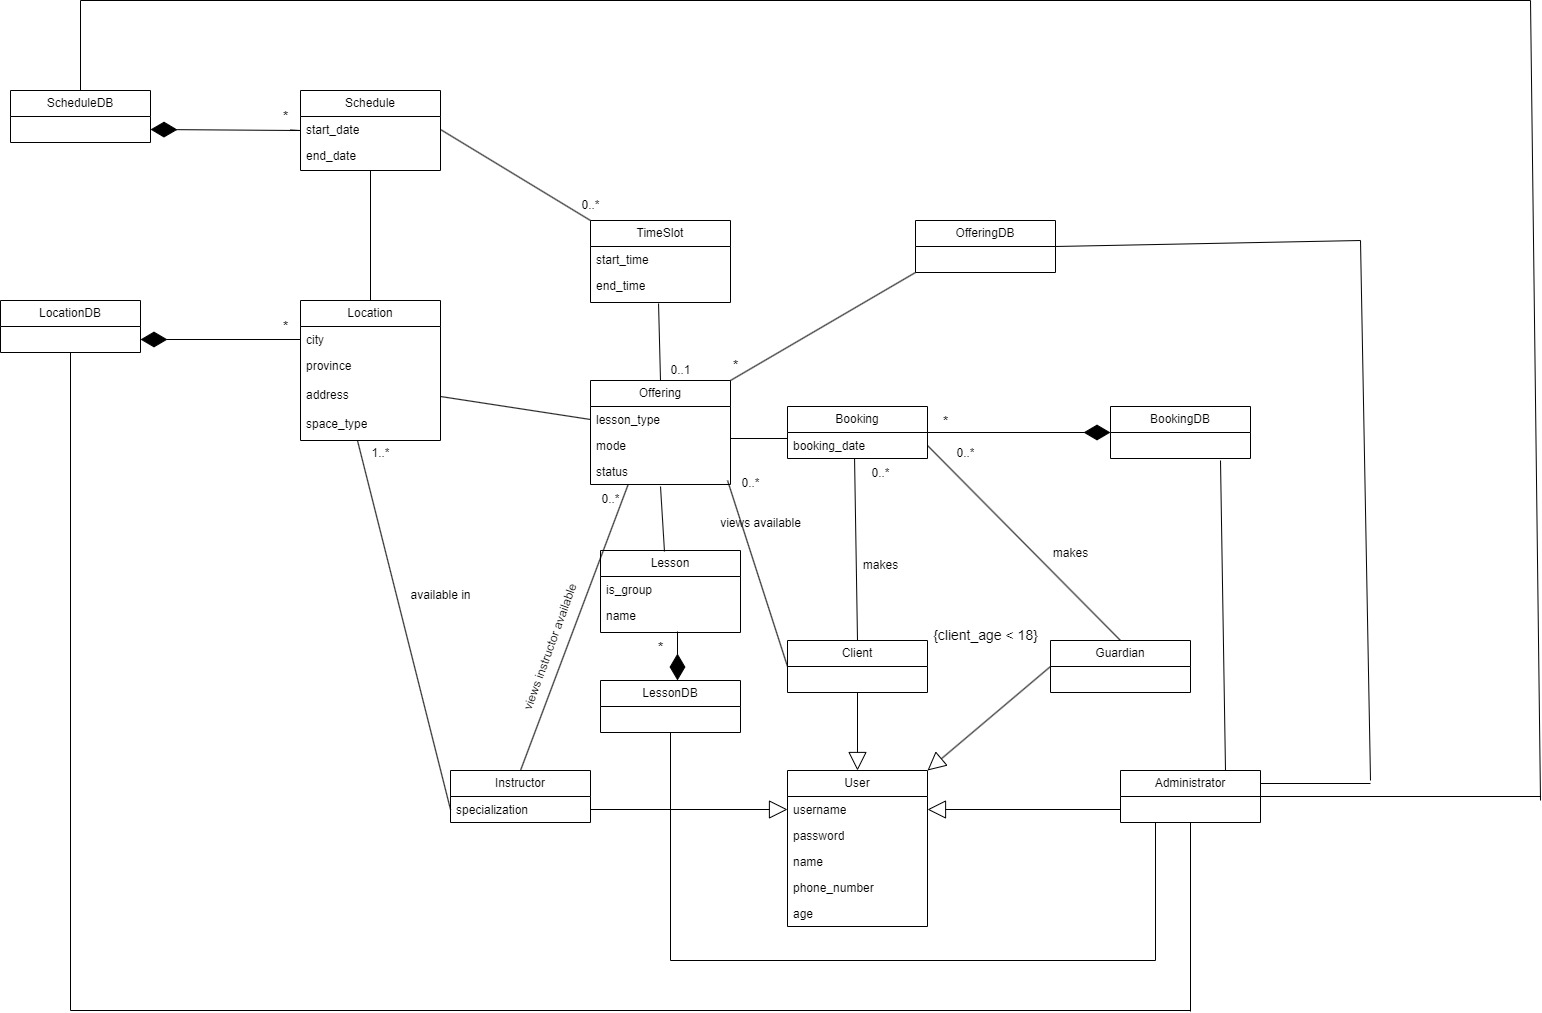 ScheduleDB
*
Schedule
start_date
end_date
0..*
TimeSlot
start_time
end_time
OfferingDB
LocationDB
*
Location
city
province
address
space_type
1..*
0..1
*
Offering
lesson_type
mode
status
0..*
0..*
Booking
booking_date
*
0..*
0..*
BookingDB
views available
makes
makes
available in
views instructor available
Lesson
is_group
name
*
LessonDB
Client
{client_age < 18}
Guardian
Instructor
specialization
User
username
password
name
phone_number
age
Administrator